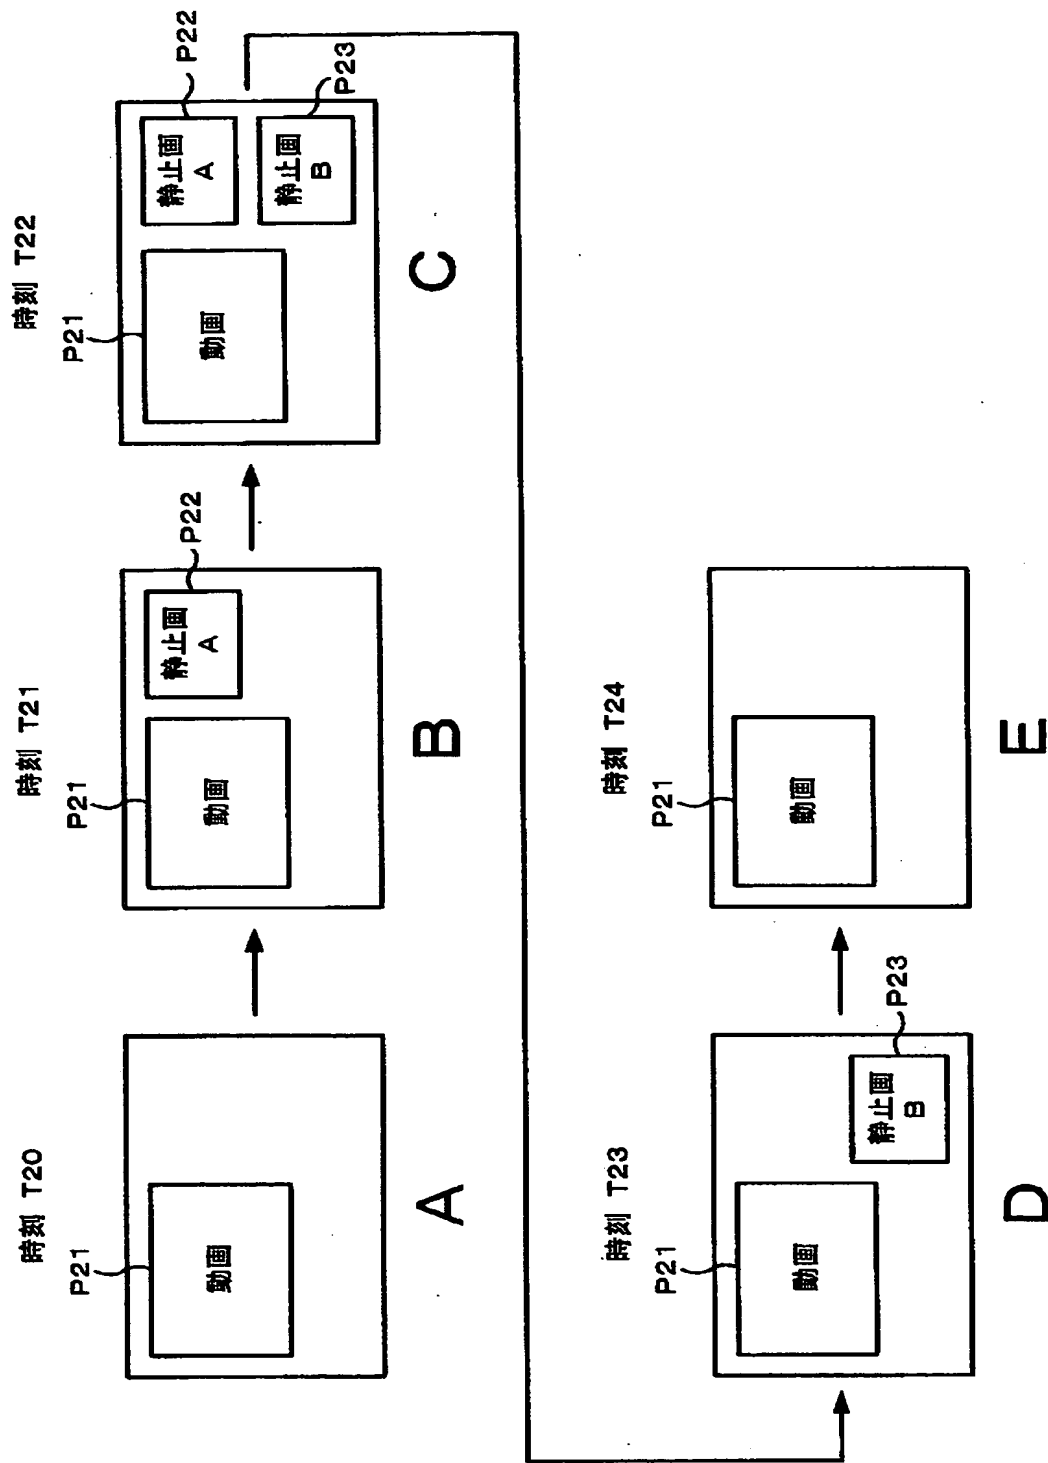 時刻 T20
P21
動画
A
時刻 T21
P21
動画
静止画
A
P22
B
時刻 T22
P21
動画
静止画
A
P22
静止画
B
P23
C
時刻 T23
P21
動画
静止画
B
P23
D
時刻 T24
P21
動画
E